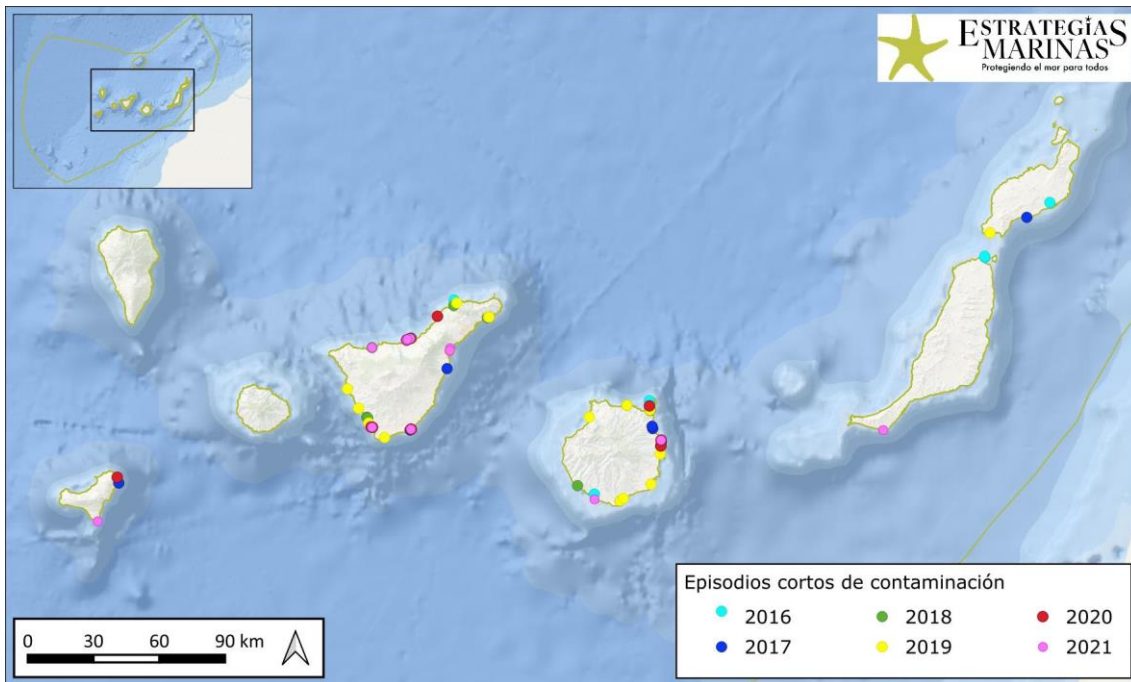 ESTRATEGIAS
MARINAS
Protegiendo el mar para todos
Episodios cortos de contaminación
2016
2018
2020
2017
2019
2021
0 30 60 90 km